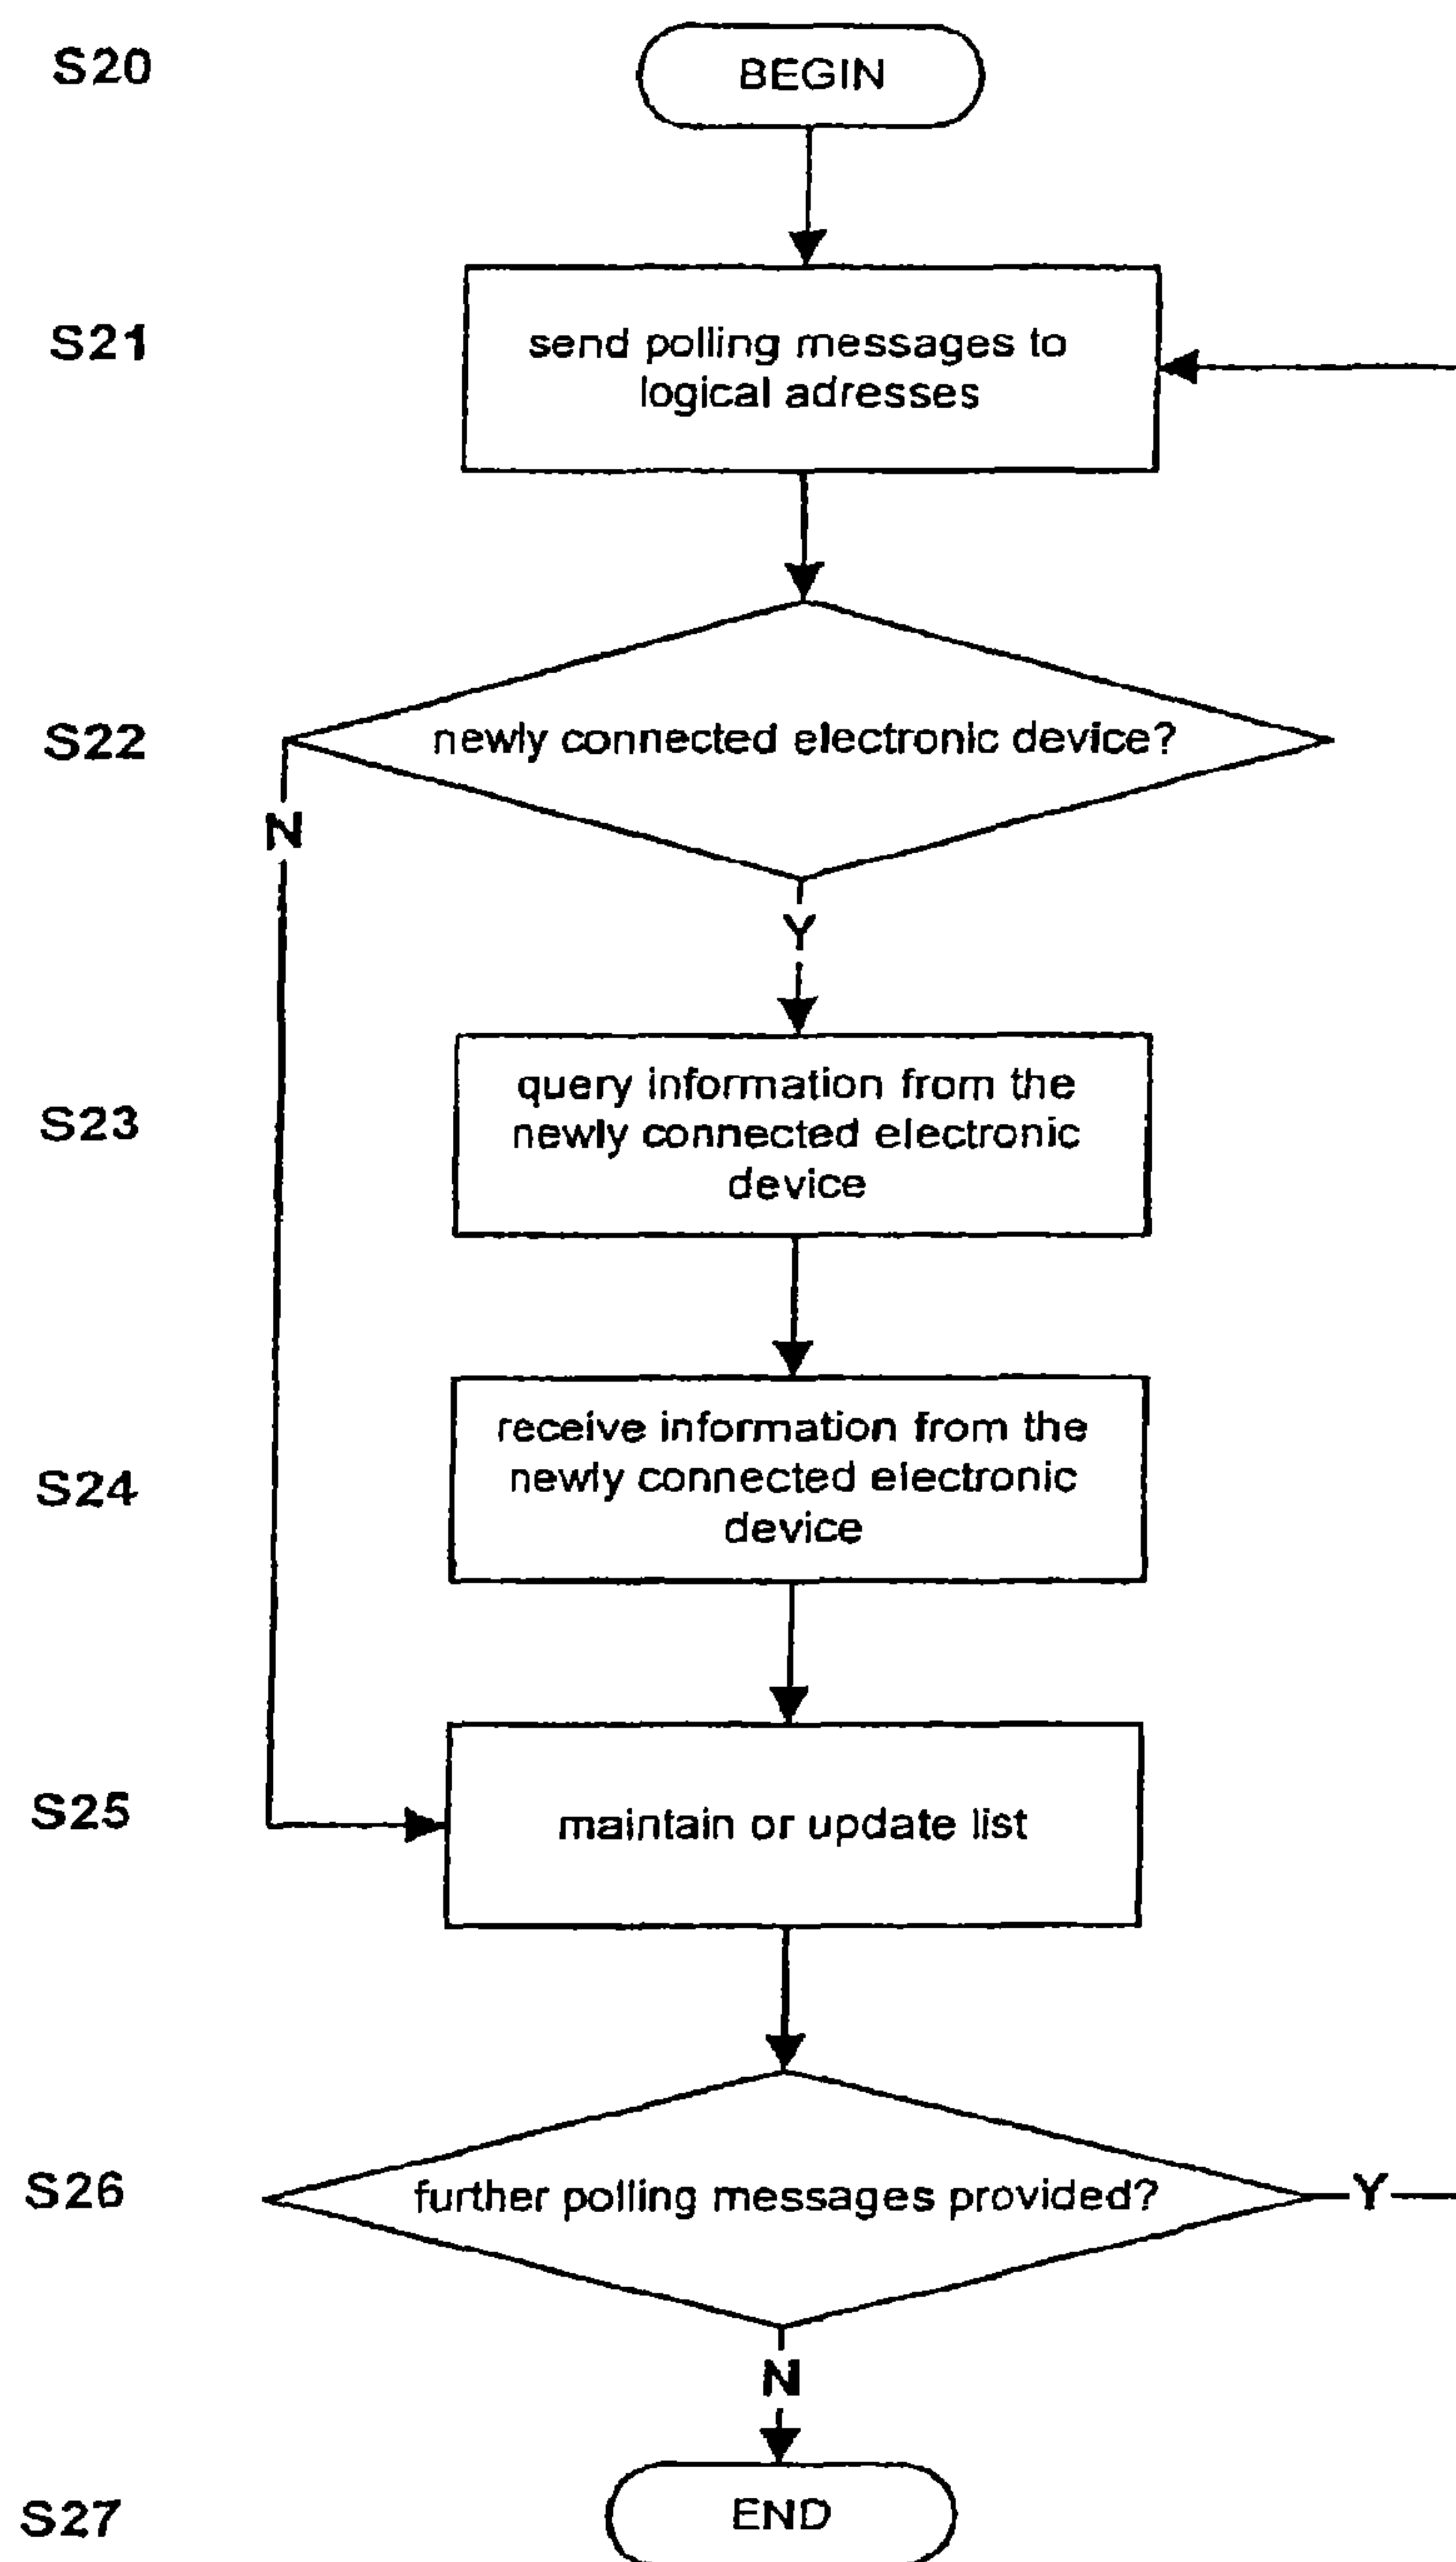 S20
BEGIN
S21
send polling messages to
logical adresses
S22
newly connected electronic device?
N
Y
S23
query information from the
newly connected electronic
device
S24
receive information from the
newly connected electronic
device
S25
maintain or update list
S26
further polling messages provided?
Y
N
S27
END